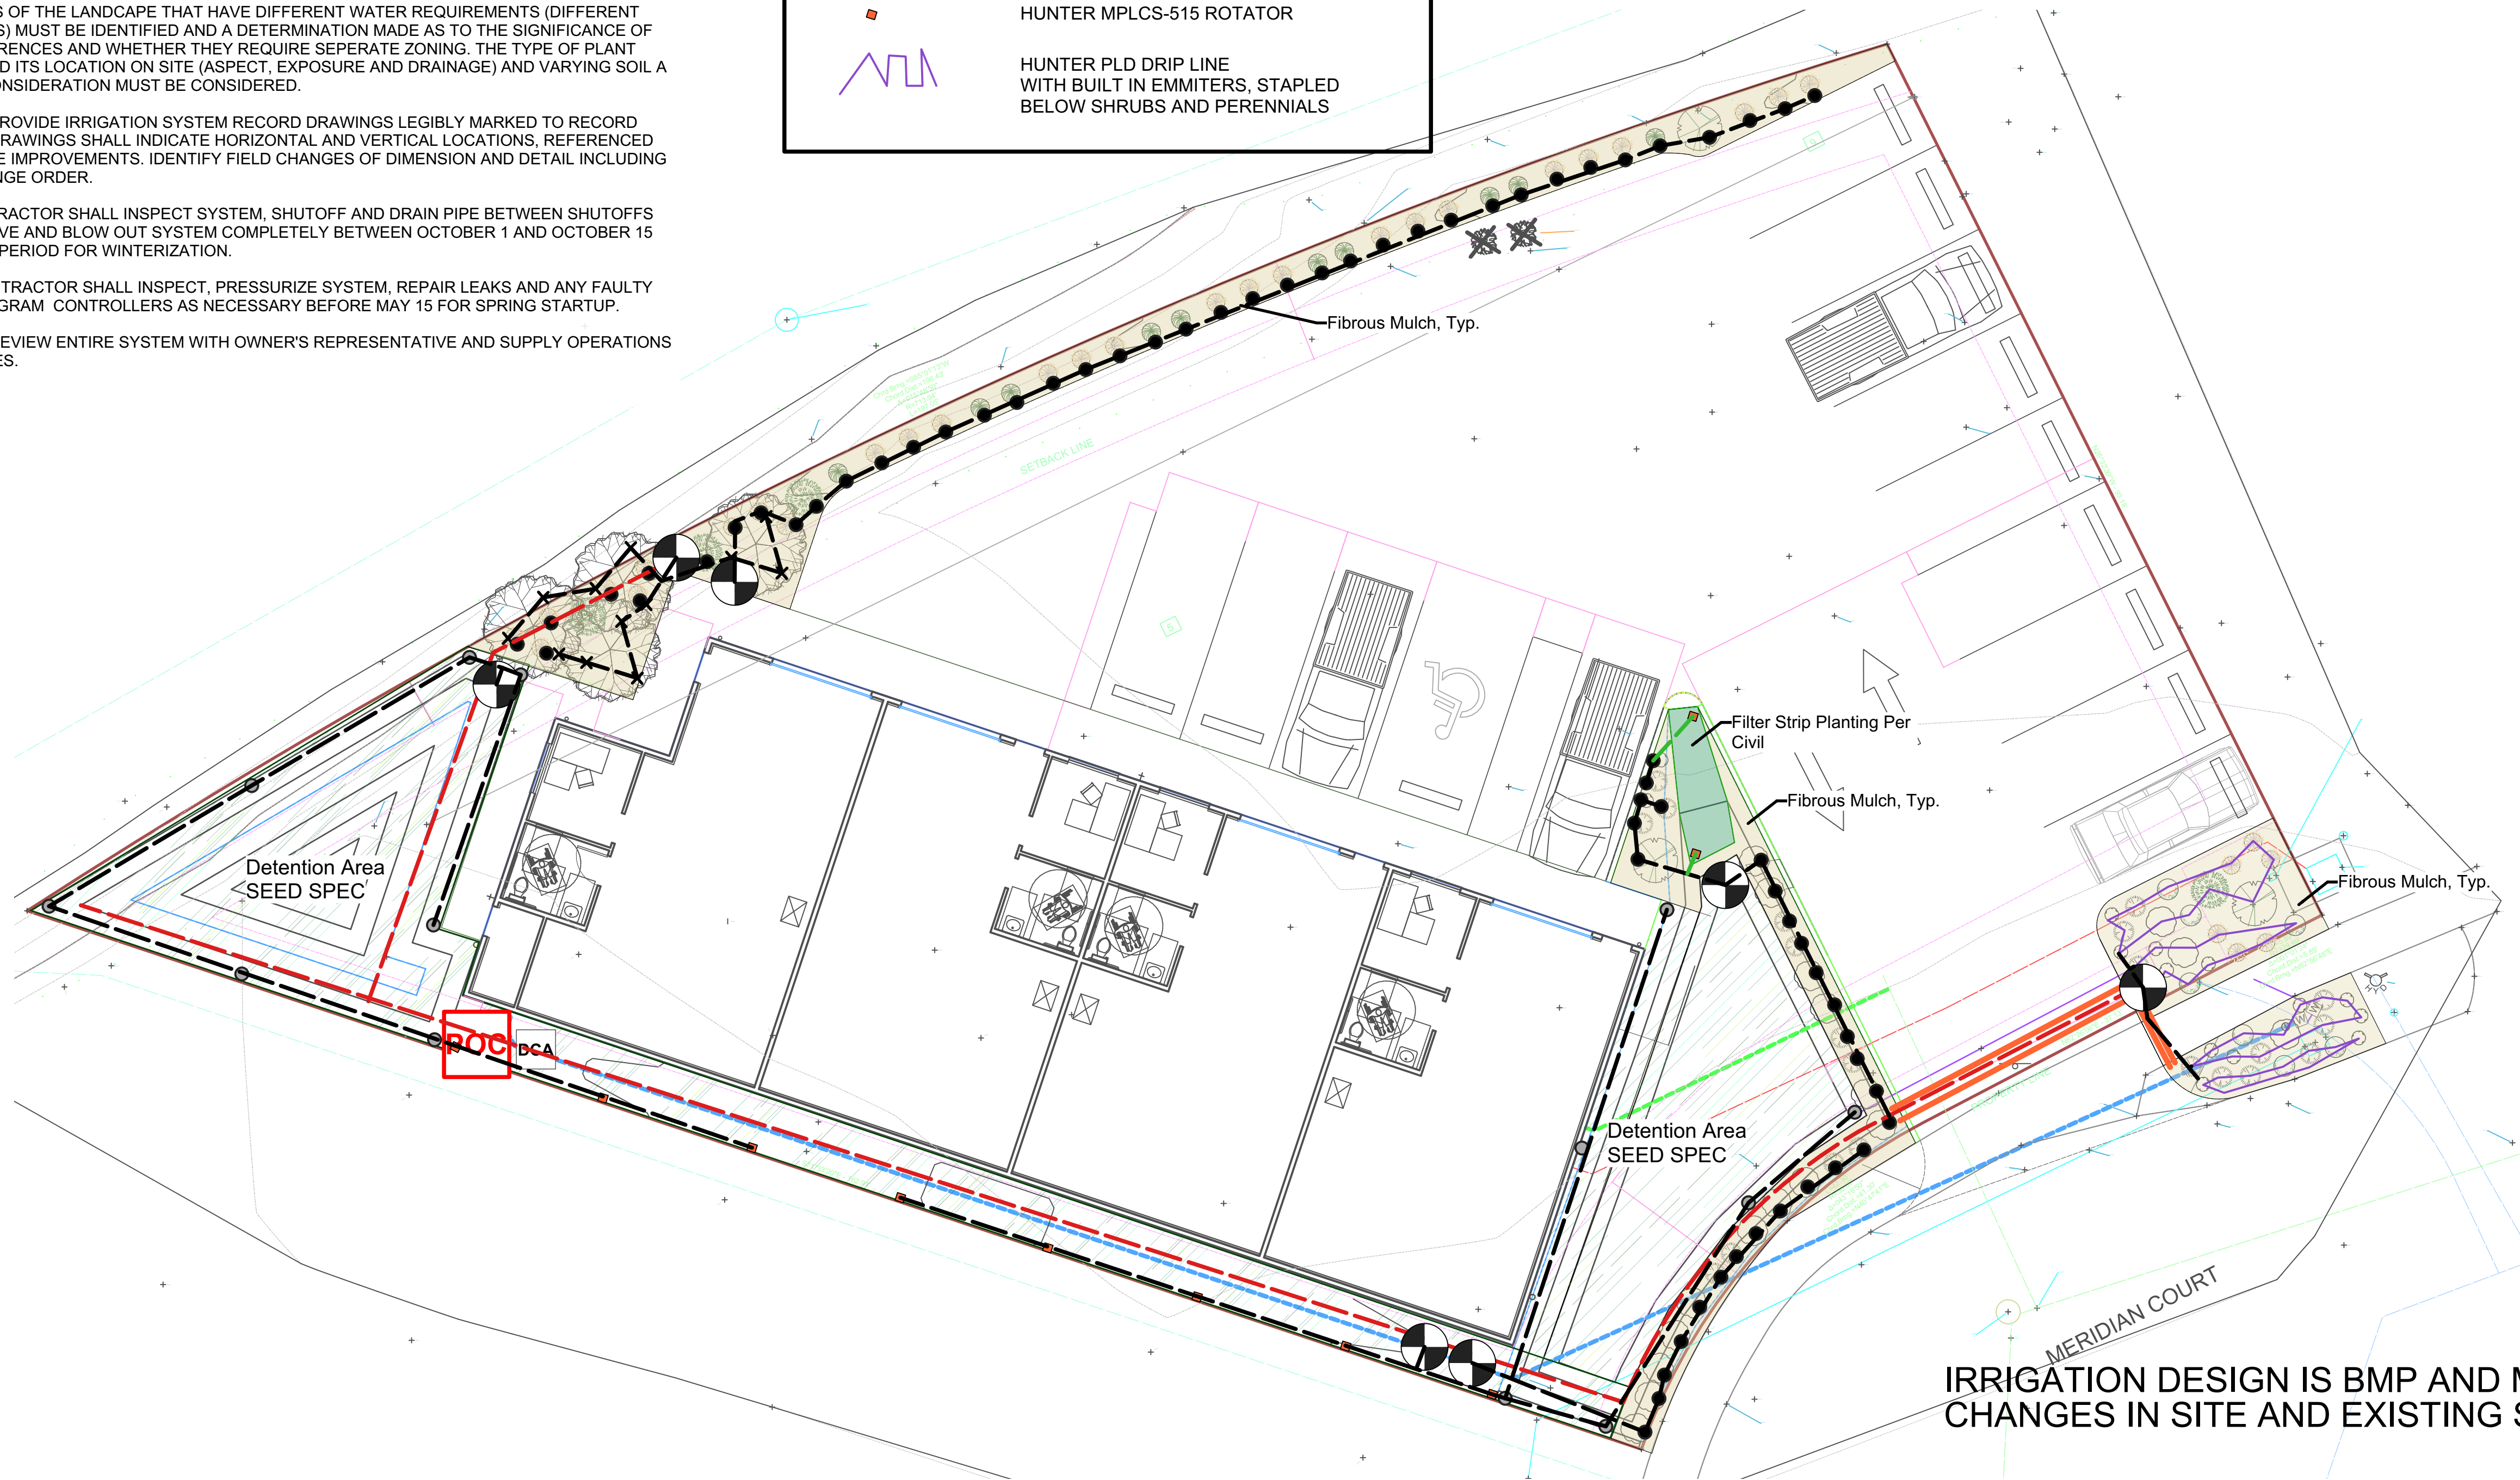 S OF THE LANDSCAPE THAT HAVE DIFFERENT WATER REQUIREMENTS (DIFFERENT
S) MUST BE IDENTIFIED AND A DETERMINATION MADE AS TO THE SIGNIFICANCE OF
RENCES AND WHETHER THEY REQUIRE SEPERATE ZONING. THE TYPE OF PLANT
D ITS LOCATION ON SITE (ASPECT, EXPOSURE AND DRAINAGE) AND VARYING SOIL A
ONSIDERATION MUST BE CONSIDERED.
ROVIDE IRRIGATION SYSTEM RECORD DRAWINGS LEGIBLY MARKED TO RECORD
RAWINGS SHALL INDICATE HORIZONTAL AND VERTICAL LOCATIONS, REFERENCED
E IMPROVEMENTS. IDENTIFY FIELD CHANGES OF DIMENSION AND DETAIL INCLUDING
NGE ORDER.
RACTOR SHALL INSPECT SYSTEM, SHUTOFF AND DRAIN PIPE BETWEEN SHUTOFFS
VE AND BLOW OUT SYSTEM COMPLETELY BETWEEN OCTOBER 1 AND OCTOBER 15
PERIOD FOR WINTERIZATION.
TRACTOR SHALL INSPECT, PRESSURIZE SYSTEM, REPAIR LEAKS AND ANY FAULTY
GRAM CONTROLLERS AS NECESSARY BEFORE MAY 15 FOR SPRING STARTUP.
EVIEW ENTIRE SYSTEM WITH OWNER'S REPRESENTATIVE AND SUPPLY OPERATIONS
ES.
HUNTER MPLCS-515 ROTATOR
HUNTER PLD DRIP LINE
WITH BUILT IN EMMITERS, STAPLED
BELOW SHRUBS AND PERENNIALS
9
Fibrous Mulch, Typ.
SETBACK LINE
5
Filter Strip Planting Per
Civil
Fibrous Mulch, Typ.
Fibrous Mulch, Typ.
Detention Area
SEED SPEC
POC
DCA
Detention Area
SEED SPEC
MERIDIAN COURT
IRRIGATION DESIGN IS BMP AND M
CHANGES IN SITE AND EXISTING S